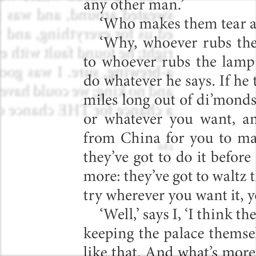 any other man.'
'Who makes them tear a
'Why, whoever rubs the
to whoever rubs the lamp
do whatever he says. If he t
miles long out of di'monds
or whatever you want, an
from China for you to ma
they've got to do it before
more: they've got to waltz t
try wherever you want it, y
'Well,' says I, 'I think the
keeping the palace themse
like that. And what's more